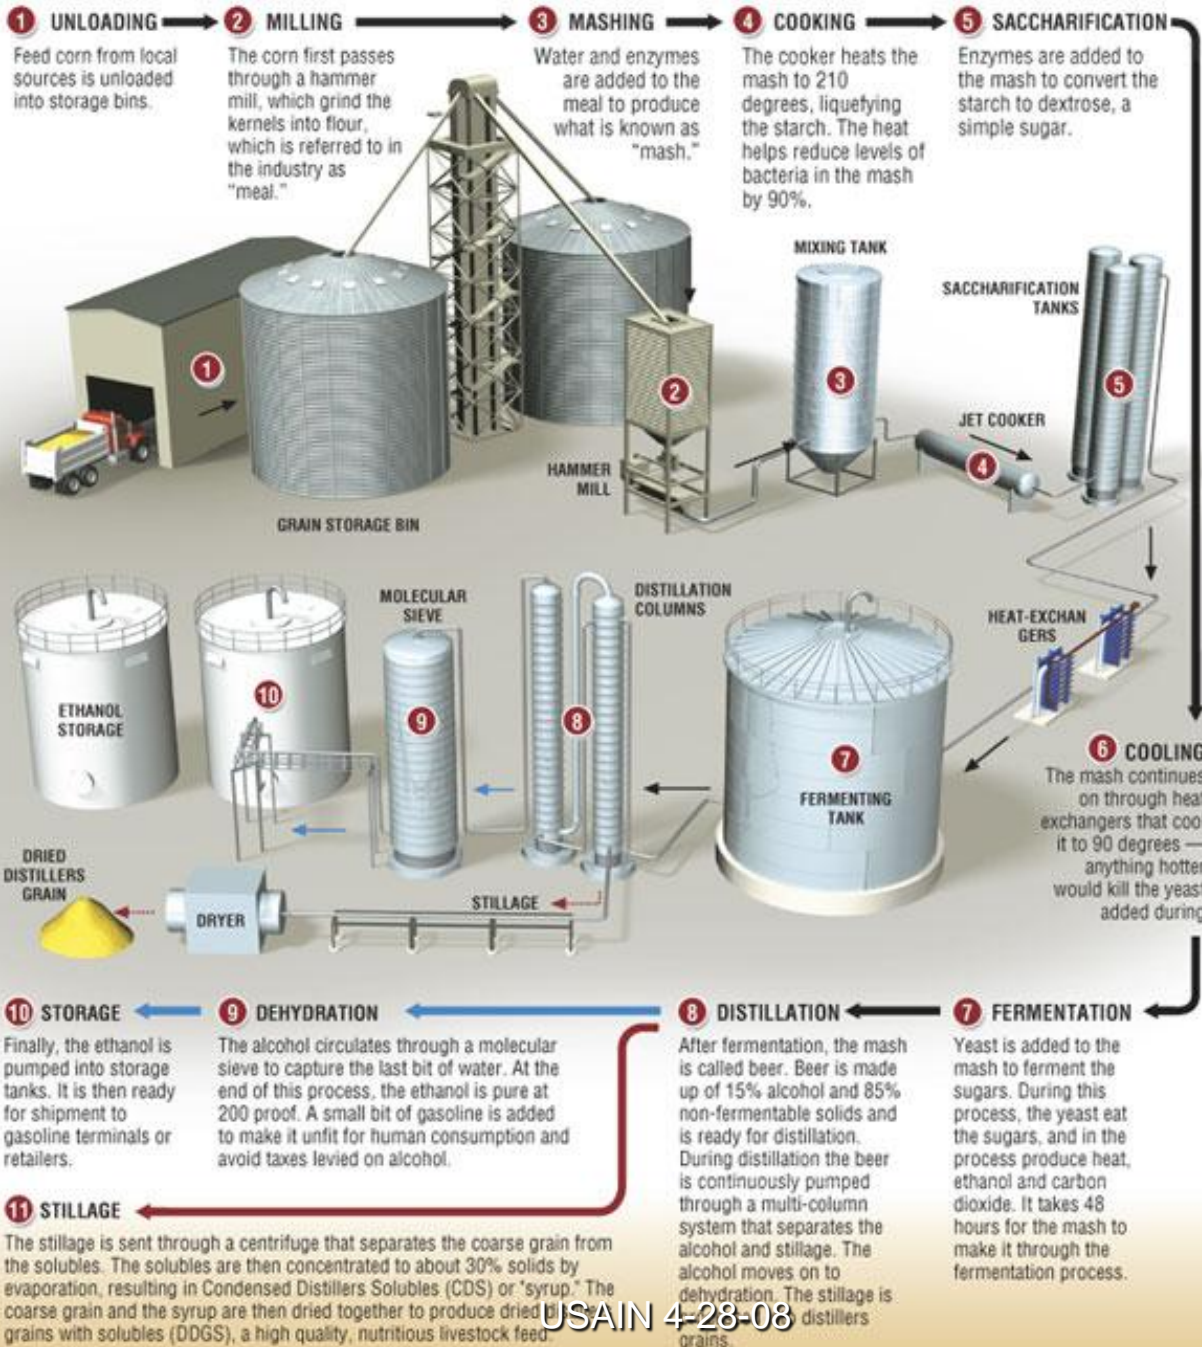 1 UNLOADING
Feed corn from local
sources is unloaded
into storage bins.
2 MILLING
The corn first passes
through a hammer
mill, which grind the
kernels into flour,
which is referred to in
the industry as
"meal."
3 MASHING
Water and enzymes
are added to the
meal to produce
what is known as
"mash."
4 COOKING
The cooker heats the
mash to 210
degrees, liquefying
the starch. The heat
helps reduce levels of
bacteria in the mash
by 90%.
5 SACCHARIFICATION
Enzymes are added to
the mash to convert the
starch to dextrose, a
simple sugar.
MIXING TANK
SACCHARIFICATION
TANKS
1
2
3
5
JET COOKER
4
HAMMER
MILL
GRAIN STORAGE BIN
MOLECULAR
SIEVE
DISTILLATION
COLUMNS
HEAT-EXCHAN
GERS
ETHANOL
STORAGE
10
9
8
7
FERMENTING
TANK
6 COOLING
The mash continues
on through heat
exchangers that coo
it to 90 degrees —
anything hotter
would kill the yeast
added during
DRIED
DISTILLERS
GRAIN
DRYER
STILLAGE
10 STORAGE
Finally, the ethanol is
pumped into storage
tanks. It is then ready
for shipment to
gasoline terminals or
retailers.
9 DEHYDRATION
The alcohol circulates through a molecular
sieve to capture the last bit of water. At the
end of this process, the ethanol is pure at
200 proof. A small bit of gasoline is added
to make it unfit for human consumption and
avoid taxes levied on alcohol.
8 DISTILLATION
After fermentation, the mash
is called beer. Beer is made
up of 15% alcohol and 85%
non-fermentable solids and
is ready for distillation.
During distillation the beer
is continuously pumped
through a multi-column
system that separates the
alcohol and stillage. The
alcohol moves on to
dehydration. The stillage is
distillers
grains.
7 FERMENTATION
Yeast is added to the
mash to ferment the
sugars. During this
process, the yeast eat
the sugars, and in the
process produce heat,
ethanol and carbon
dioxide. It takes 48
hours for the mash to
make it through the
fermentation process.
11 STILLAGE
The stillage is sent through a centrifuge that separates the coarse grain from
the solubles. The solubles are then concentrated to about 30% solids by
evaporation, resulting in Condensed Distillers Solubles (CDS) or "syrup." The
coarse grain and the syrup are then dried together to produce dried
grains with solubles (DDGS), a high quality, nutritious livestock feed.
USAIN 4-28-08